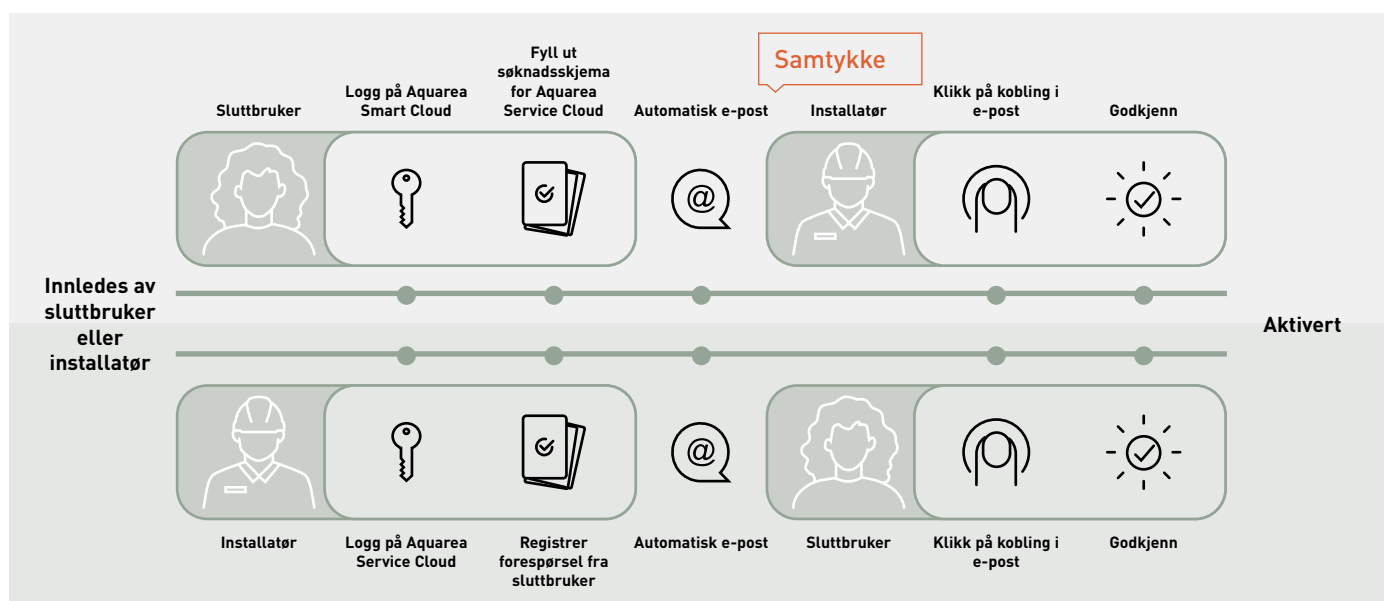 Samtykke
Sluttbruker
Logg på Aquarea
Smart Cloud
Fyll ut
søknadsskjema
for Aquarea
Service Cloud
Automatisk e-post
Installatør
Klikk på kobling i
e-post
Godkjenn
@
Innledes av
sluttbruker
eller
installatør
Aktivert
@
Installatør
Logg på Aquarea
Service Cloud
Registrer
forespørsel fra
sluttbruker
Automatisk e-post
Sluttbruker
Klikk på kobling i
e-post
Godkjenn